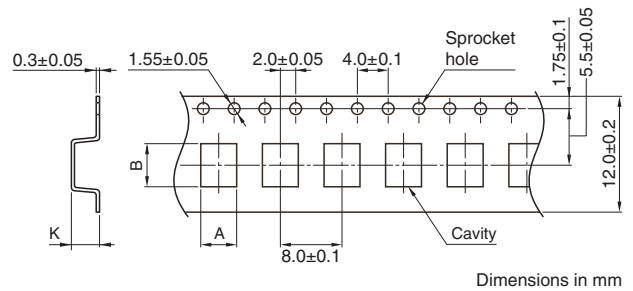 0.3±0.05
1.55±0.05
2.0±0.05
4.0±0.1
Sprocket
hole
1.75±0.1
5.5±0.05
12.0±0.2
B
K
A
8.0±0.1
Cavity
Dimensions in mm